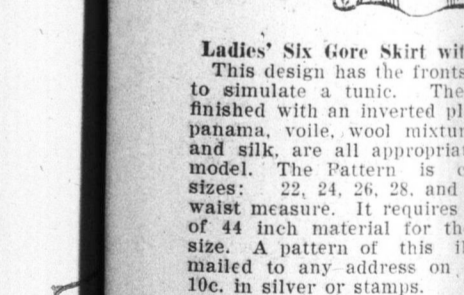 Ladies' Six Gore Skirt wit
This design has the fronts
to simulate a tunic. The
finished with an inverted pl
panama, voile, wool mixtur
and silk, are all appropriat
model. The Pattern is c
sizes: 22, 24, 26, 28, and
waist measure. It requires
of 44 inch material for th
size. A pattern of this il
mailed to any address on
10c. in silver or stamps.